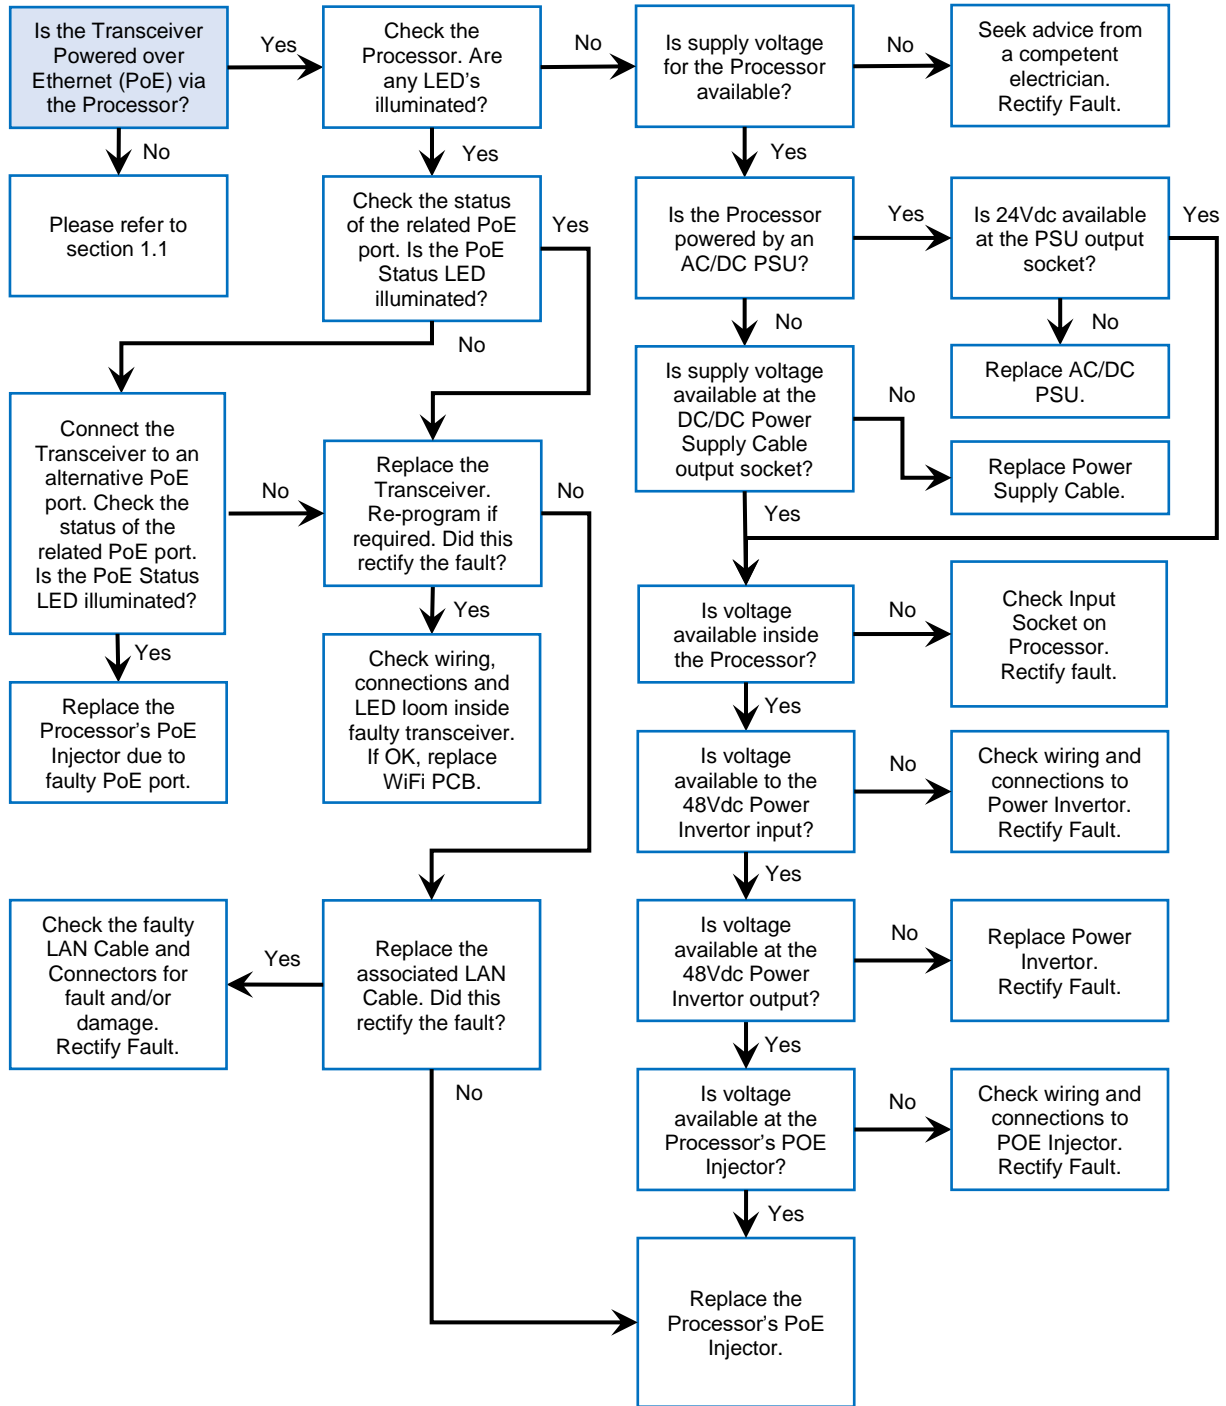 Is the Transceiver
Powered over
Ethernet (PoE) via
the Processor?
Yes
Check the
Processor. Are
any LED's
illuminated?
No
Is supply voltage
for the Processor
available?
No
Seek advice from
a competent
electrician.
Rectify Fault.
No
Yes
Yes
Please refer to
section 1.1
Check the status
of the related PoE
port. Is the PoE
Status LED
illuminated?
Yes
Is the Processor
powered by an
AC/DC PSU?
Yes
Is 24Vdc available
at the PSU output
socket?
Yes
No
No
No
Connect the
Transceiver to an
alternative PoE
port. Check the
status of the
related PoE port.
Is the PoE Status
LED illuminated?
No
Replace the
Transceiver.
Re-program if
required. Did this
rectify the fault?
No
Is supply voltage
available at the
DC/DC Power
Supply Cable
output socket?
No
Replace AC/DC
PSU.
Replace Power
Supply Cable.
Yes
Yes
Yes
Replace the
Processor’s PoE
Injector due to
faulty PoE port.
Check wiring,
connections and
LED loom inside
faulty transceiver.
If OK, replace
WiFi PCB.
Is voltage
available inside
the Processor?
No
Check Input
Socket on
Processor.
Rectify fault.
Yes
Is voltage
available to the
48Vdc Power
Invertor input?
No
Check wiring and
connections to
Power Invertor.
Rectify Fault.
Yes
Check the faulty
LAN Cable and
Connectors for
fault and/or
damage.
Rectify Fault.
Yes
Replace the
associated LAN
Cable. Did this
rectify the fault?
Is voltage
available at the
48Vdc Power
Invertor output?
No
Replace Power
Invertor.
Rectify Fault.
Yes
No
Is voltage
available at the
Processor’s POE
Injector?
No
Check wiring and
connections to
POE Injector.
Rectify Fault.
Yes
Replace the
Processor’s PoE
Injector.